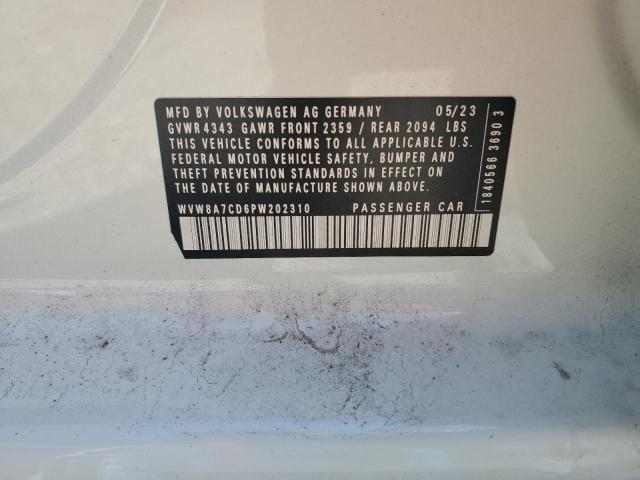 MFD BY VOLKSWAGEN AG GERMANY 05/23
GVWR 4343 GAWR FRONT 2359 / REAR 2094 LBS
THIS VEHICLE CONFORMS TO ALL APPLICABLE U.S.
FEDERAL MOTOR VEHICLE SAFETY, BUMPER AND
THEFT PREVENTION STANDARDS IN EFFECT ON
THE DATE OF MANUFACTURE SHOWN ABOVE.
WVW8A7CD6PW202310 PASSENGER CAR
1840566 3690 3